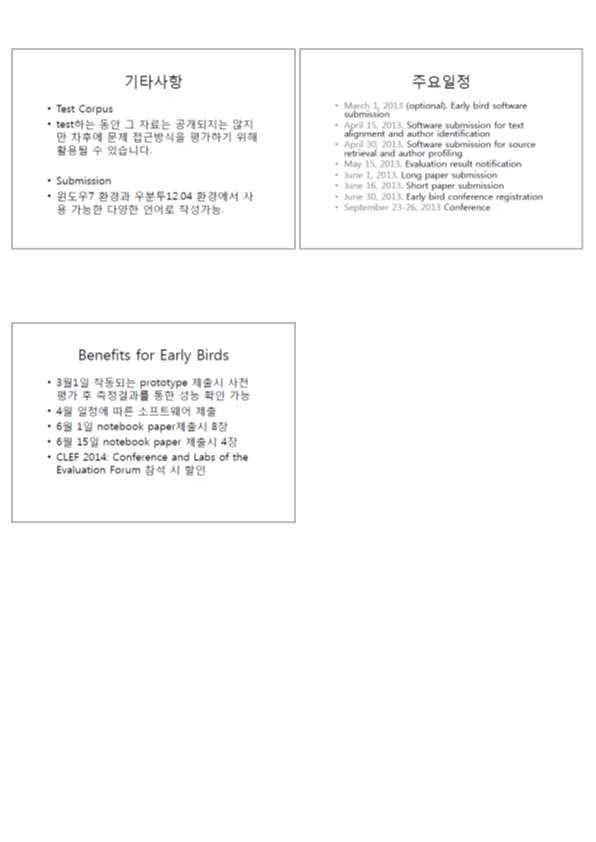 기타사항
• Test Corpus
• test하는 동안 그 자료는 공개되지는 않지
만 차후에 문제 접근방식을 평가하기 위해
활용될 수 있습니다.
• Submission
• 윈도우7 환경과 우분투12.04 환경에서 사
용 가능한 다양한 언어로 작성가능.
주요일정
• March 1, 2013 (optional). Early bird software
submission
• April 15, 2013. Software submission for text
alignment and author identification
• April 30, 2013. Software submission for source
retrieval and author profiling
• May 15, 2013. Evaluation result notification
• June 1, 2013. Long paper submission
• June 16, 2013. Short paper submission
• June 30, 2013. Early bird conference registration
• September 23-26, 2013 Conference
Benefits for Early Birds
• 3월1일 작동되는 prototype 제출시 사전
평가 후 측정결과를 통한 성능 확인 가능
• 4월 일정에 따른 소프트웨어 제출
• 6월 1일 notebook paper제출시 8장
• 6월 15일 notebook paper 제출시 4장
• CLEF 2014: Conference and Labs of the
Evaluation Forum 참석 시 할인